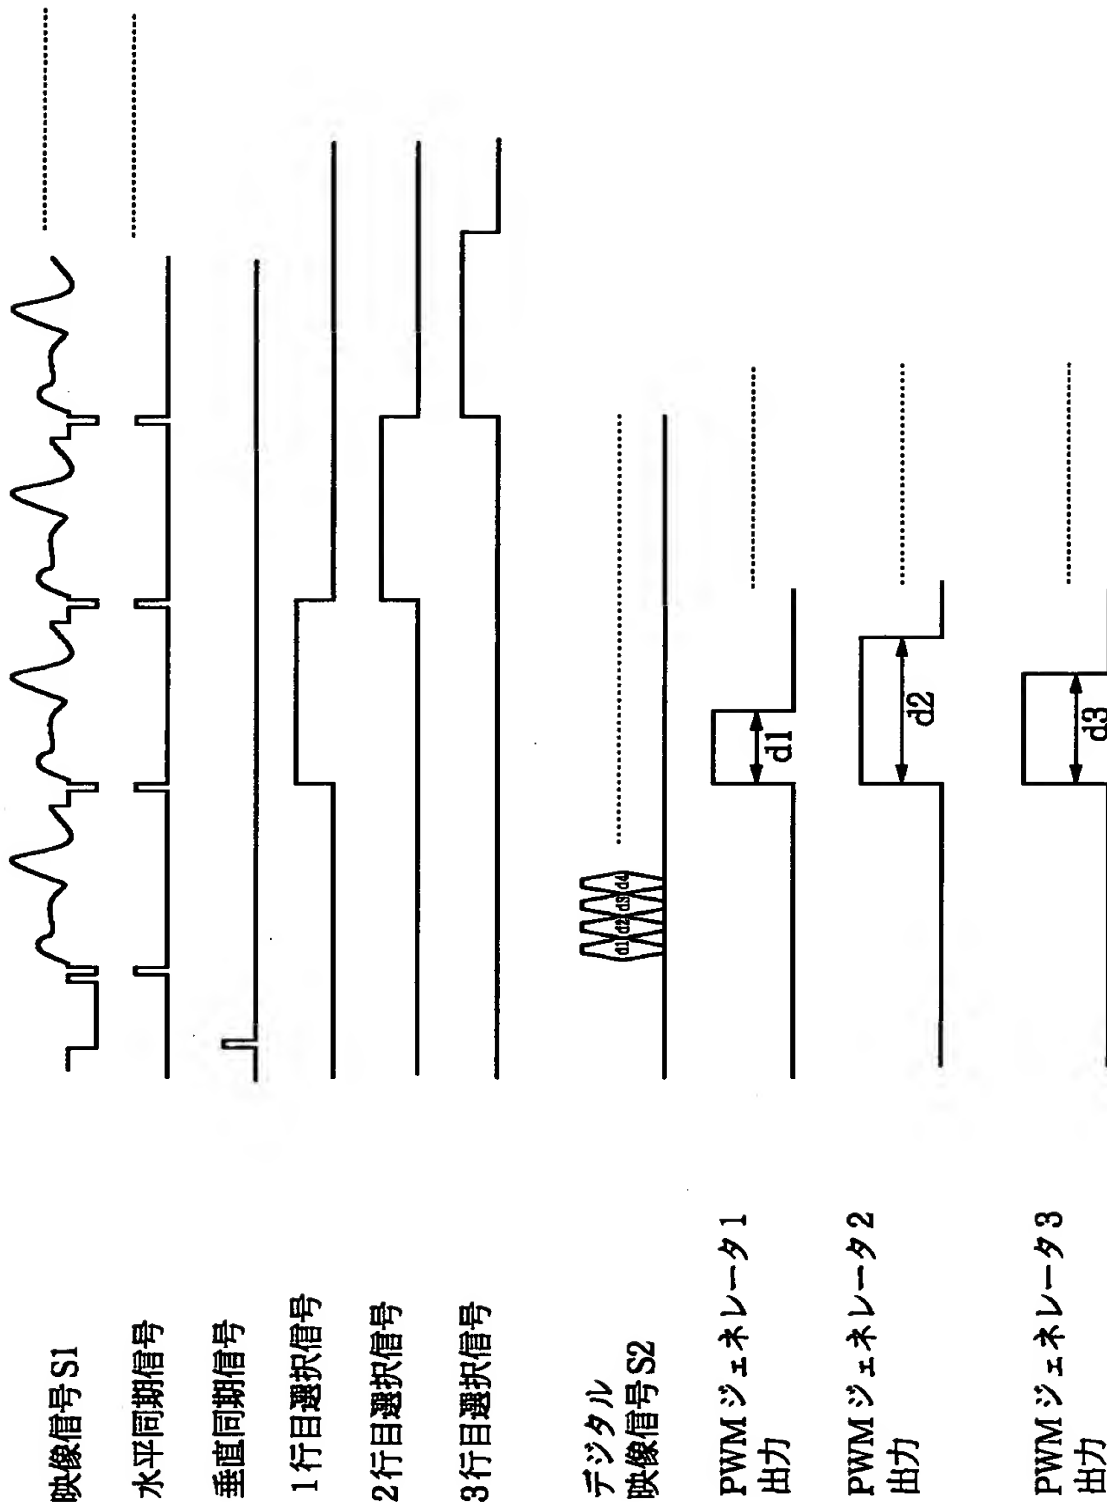 映像信号S1
水平同期信号
垂直同期信号
1行目選択信号
2行目選択信号
3行目選択信号
デジタル
映像信号S2
d1 d2 d3 d4
PWMジェネレータ1
出力
d1
PWMジェネレータ2
出力
d2
PWMジェネレータ3
出力
d3